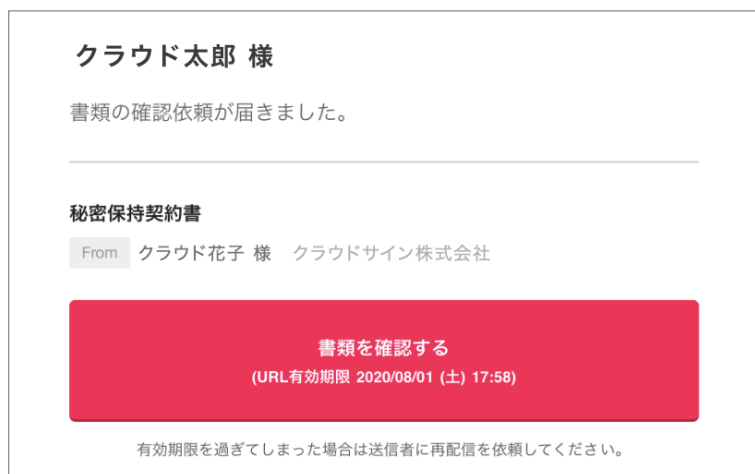 クラウド太郎 様
書類の確認依頼が届きました。
秘密保持契約書
From クラウド花子 様 クラウドサイン株式会社
書類を確認する
(URL有効期限 2020/08/01 (土) 17:58)
有効期限を過ぎてしまった場合は送信者に再配信を依頼してください。